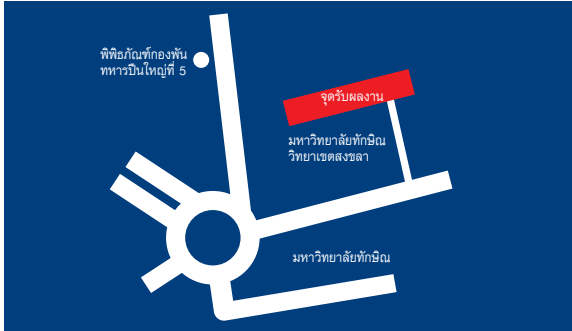 พิพิธภัณฑ์กองพัน
ทหารปืนใหญ่ที่ 5
จุดรับผลงาน
มหาวิทยาลัยทักษิณ
วิทยาเขตสงขลา
มหาวิทยาลัยทักษิณ